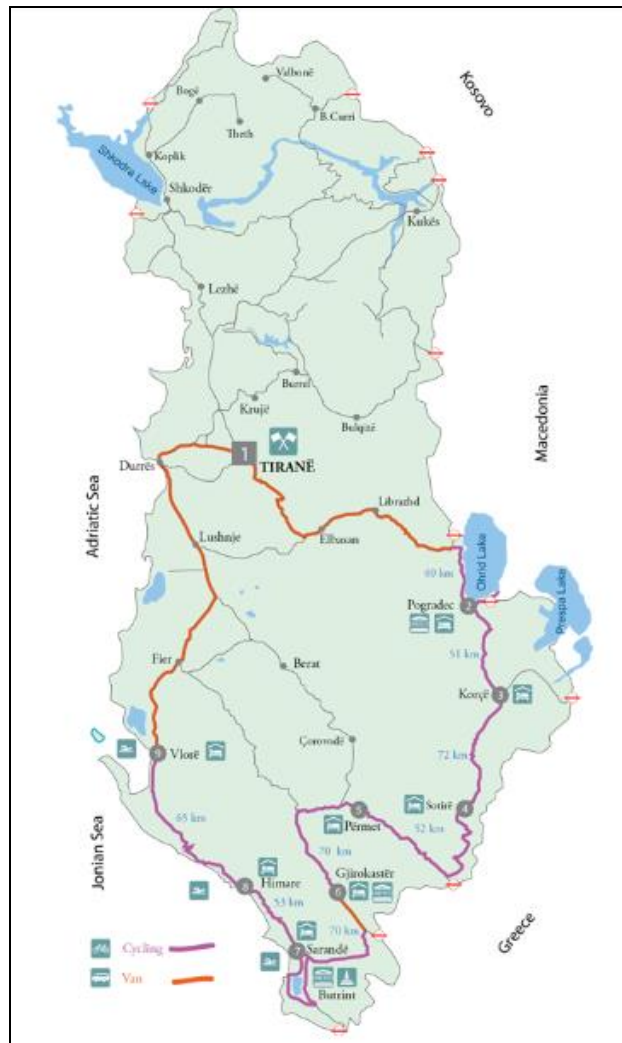 Kosovo
Valbonë
Bogë
B.Curri
Theth
Koplik
Shkodra Lake
Shkodër
Kukës
Lezhë
Burrel
Krujë
Bulqizë
Macedonia
1
TIRANË
Durrës
Adriatic Sea
Librazhd
Lushnje
Elbasan
Ohrid Lake
69 km
Prespa Lake
Pogradec
2
51 km
Fier
Berat
Korçë
3
Çorovodë
9
Vlorë
72 km
Sotirë
4
5
Përmet
52 km
65 km
70 km
Jonian Sea
Gjirokastër
6
8
Himare
53 km
70 km
Greece
Cycling
7
Sarandë
Van
Butrint